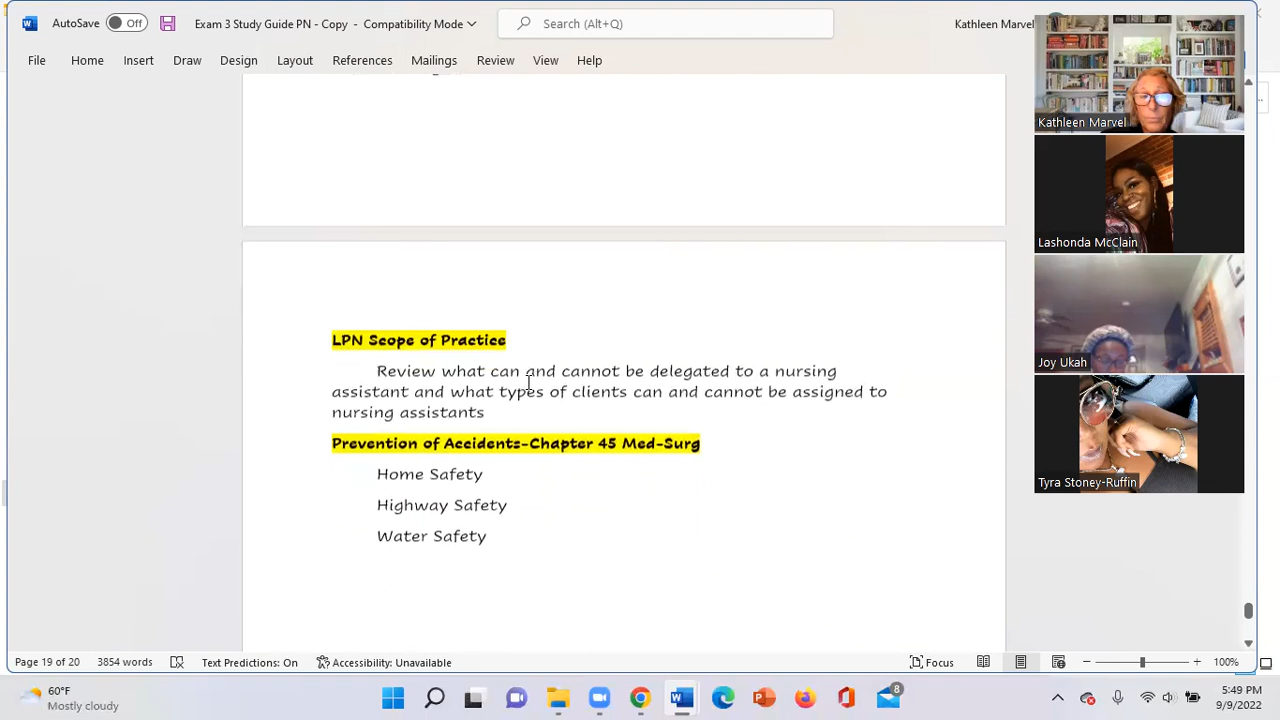 AutoSave Off Exam 3 Study Guide PN - Copy - Compatibility Mode Search (Alt+Q) Kathleen Marvel
File Home Insert Draw Design Layout References Mailings Review View Help
LPN Scope of Practice
Review what can and cannot be delegated to a nursing
assistant and what types of clients can and cannot be assigned to
nursing assistants
Prevention of Accidents-Chapter 45 Med-Surg
Home Safety
Highway Safety
Water Safety
Kathleen Marvel
Lashonda McClain
Joy Ukah
Tyra Stoney-Ruffin
Page 19 of 20 3854 words Text Predictions: On Accessibility: Unavailable Focus 100%
60°F
Mostly cloudy
8
5:49 PM
9/9/2022